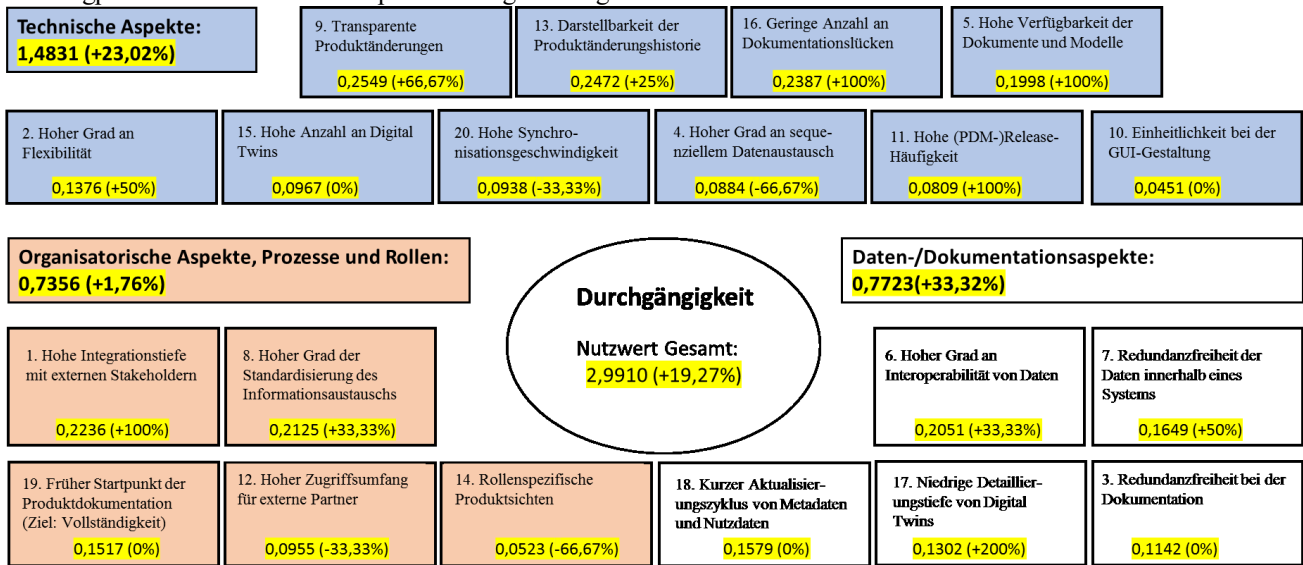 Technische Aspekte:
1,4831 (+23,02%)
9. Transparente
Produktänderungen
0,2549 (+66,67%)
13. Darstellbarkeit der
Produktänderungshistorie
0,2472 (+25%)
16. Geringe Anzahl an
Dokumentationslücken
0,2387 (+100%)
5. Hohe Verfügbarkeit der
Dokumente und Modelle
0,1998 (+100%)
2. Hoher Grad an
Flexibilität
0,1376 (+50%)
15. Hohe Anzahl an Digital
Twins
0,0967 (0%)
20. Hohe Synchro-
nisationsgeschwindigkeit
0,0938 (-33,33%)
4. Hoher Grad an seque-
nziellem Datenaustausch
0,0884 (-66,67%)
11. Hohe (PDM-)Release-
Häufigkeit
0,0809 (+100%)
10. Einheitlichkeit bei der
GUI-Gestaltung
0,0451 (0%)
Organisatorische Aspekte, Prozesse und Rollen:
0,7356 (+1,76%)
Durchgängigkeit
Nutzwert Gesamt:
2,9910 (+19,27%)
Daten-/Dokumentationsaspekte:
0,7723(+33,32%)
1. Hohe Integrationstiefe
mit externen Stakeholdern
0,2236 (+100%)
8. Hoher Grad der
Standardisierung des
Informationsaustauschs
0,2125 (+33,33%)
6. Hoher Grad an
Interoperabilität von Daten
0,2051 (+33,33%)
7. Redundanzfreiheit der
Daten innerhalb eines
Systems
0,1649 (+50%)
19. Früher Startpunkt der
Produktdokumentation
(Ziel: Vollständigkeit)
0,1517 (0%)
12. Hoher Zugriffsumfang
für externe Partner
0,0955 (-33,33%)
14. Rollenspezifische
Produktsichten
0,0523 (-66,67%)
18. Kurzer Aktualisier-
ungszyklus von Metadaten
und Nutzdaten
0,1579 (0%)
17. Niedrige Detaillier-
ungstiefe von Digital
Twins
0,1302 (+200%)
3. Redundanzfreiheit bei der
Dokumentation
0,1142 (0%)